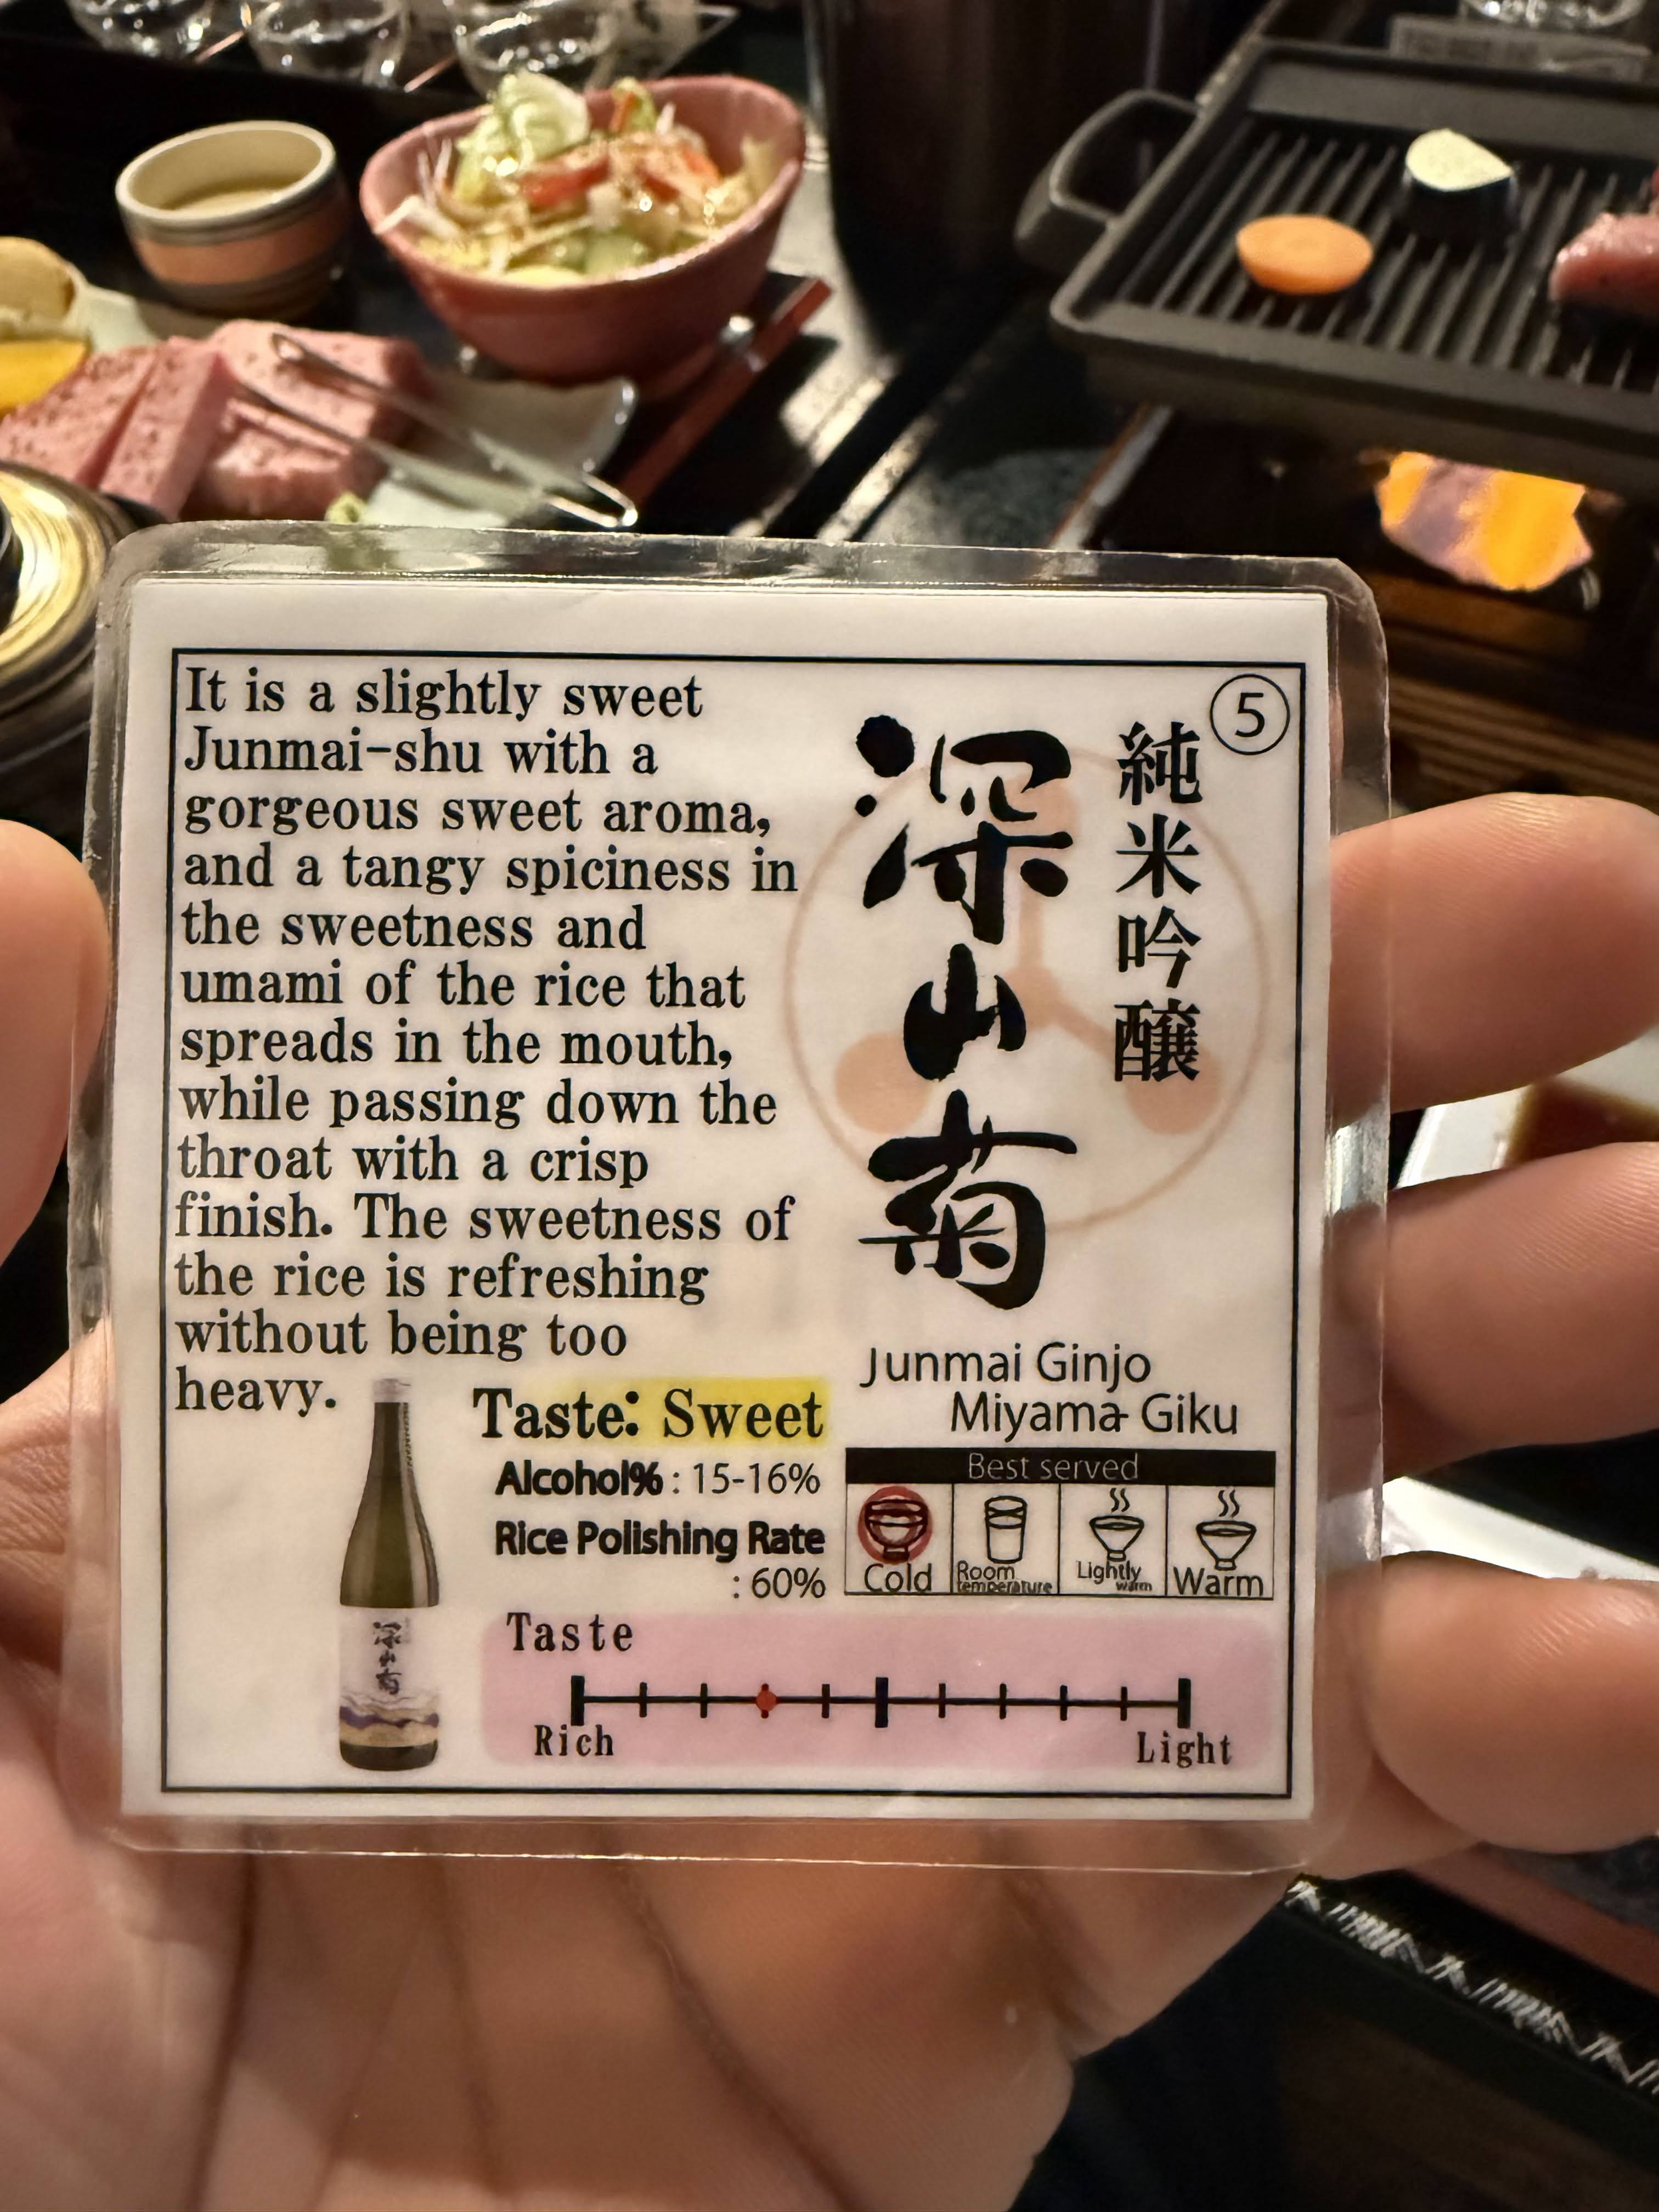 It is a slightly sweet
Junmai-shu with a
gorgeous sweet aroma,
and a tangy spiciness in
the sweetness and
umami of the rice that
spreads in the mouth,
while passing down the
throat with a crisp
finish. The sweetness of
the rice is refreshing
without being too
heavy.
⑤
純米吟醸
深山菊
Junmai Ginjo
Miyama Giku
Taste: Sweet
Alcohol% : 15-16%
Rice Polishing Rate
: 60%
Best served
Cold
Room temperature
Lightly warm
Warm
深山菊
Taste
Rich
Light